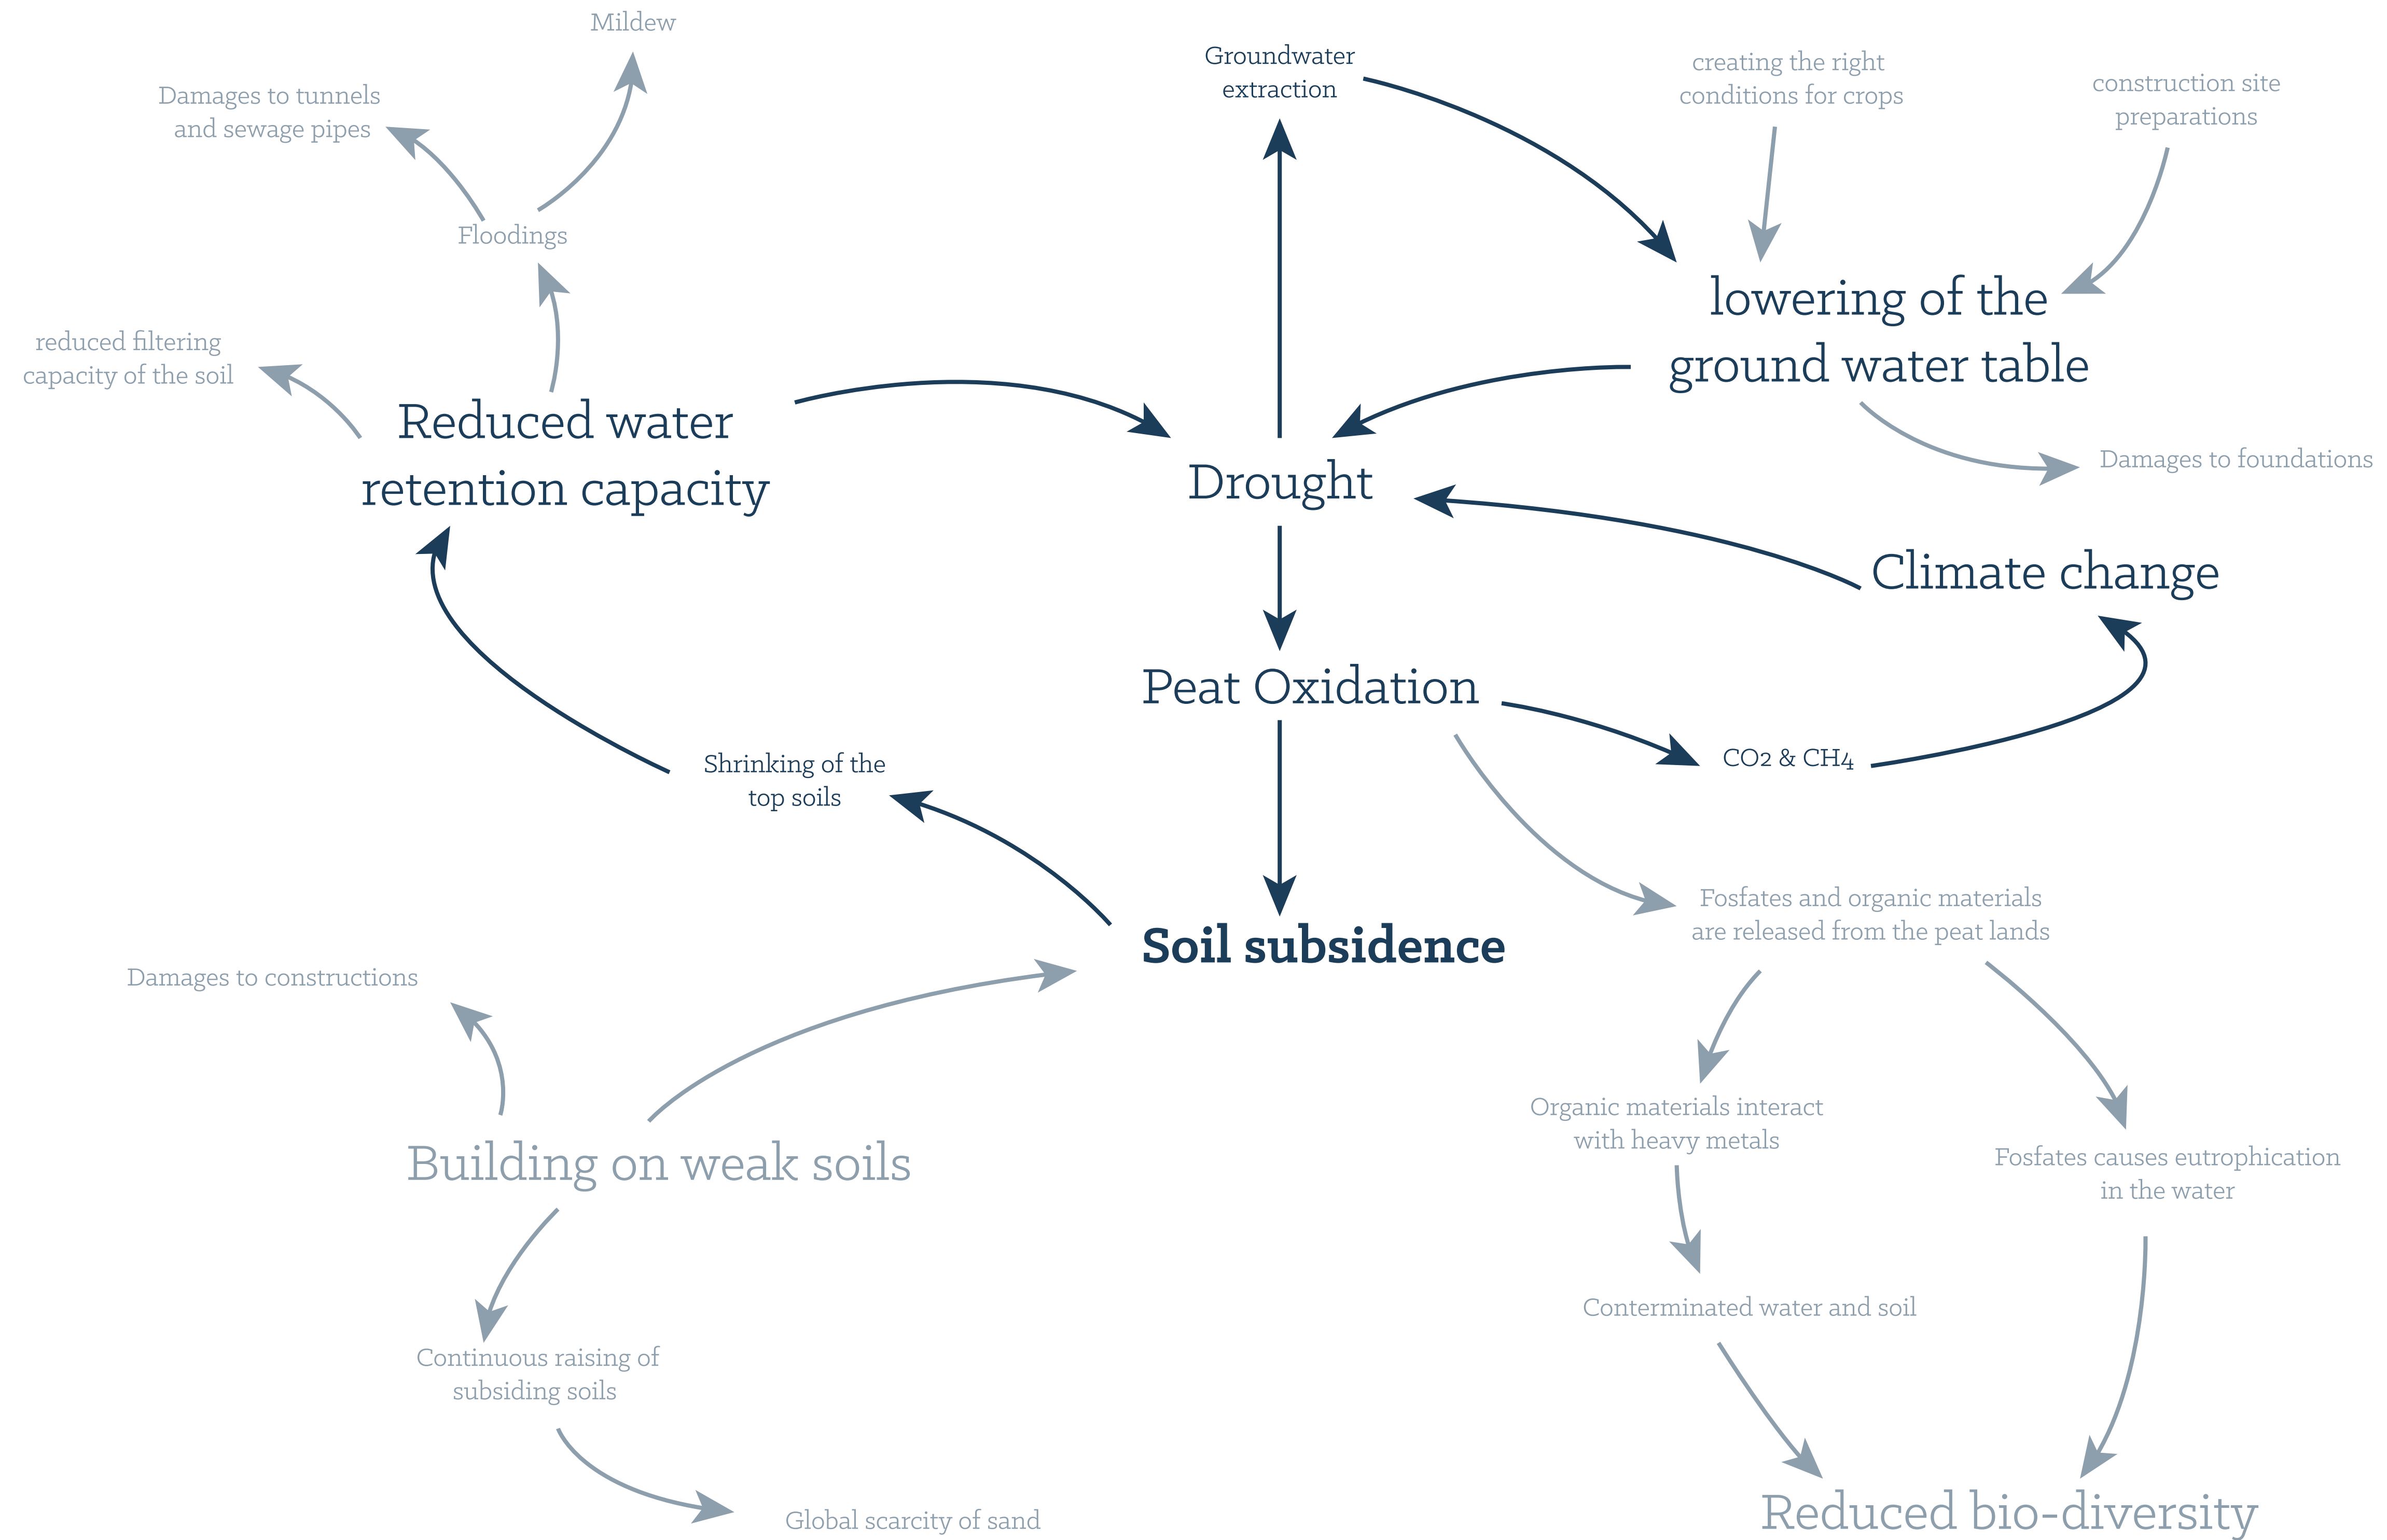 Mildew
Damages to tunnels
and sewage pipes
Floodings
reduced filtering
capacity of the soil
Reduced water
retention capacity
Groundwater
extraction
creating the right
conditions for crops
construction site
preparations
lowering of the
ground water table
Damages to foundations
Drought
Climate change
Peat Oxidation
CO2 & CH4
Shrinking of the
top soils
Soil subsidence
Fosfates and organic materials
are released from the peat lands
Damages to constructions
Building on weak soils
Organic materials interact
with heavy metals
Fosfates causes eutrophication
in the water
Conterminated water and soil
Continuous raising of
subsiding soils
Global scarcity of sand
Reduced bio-diversity